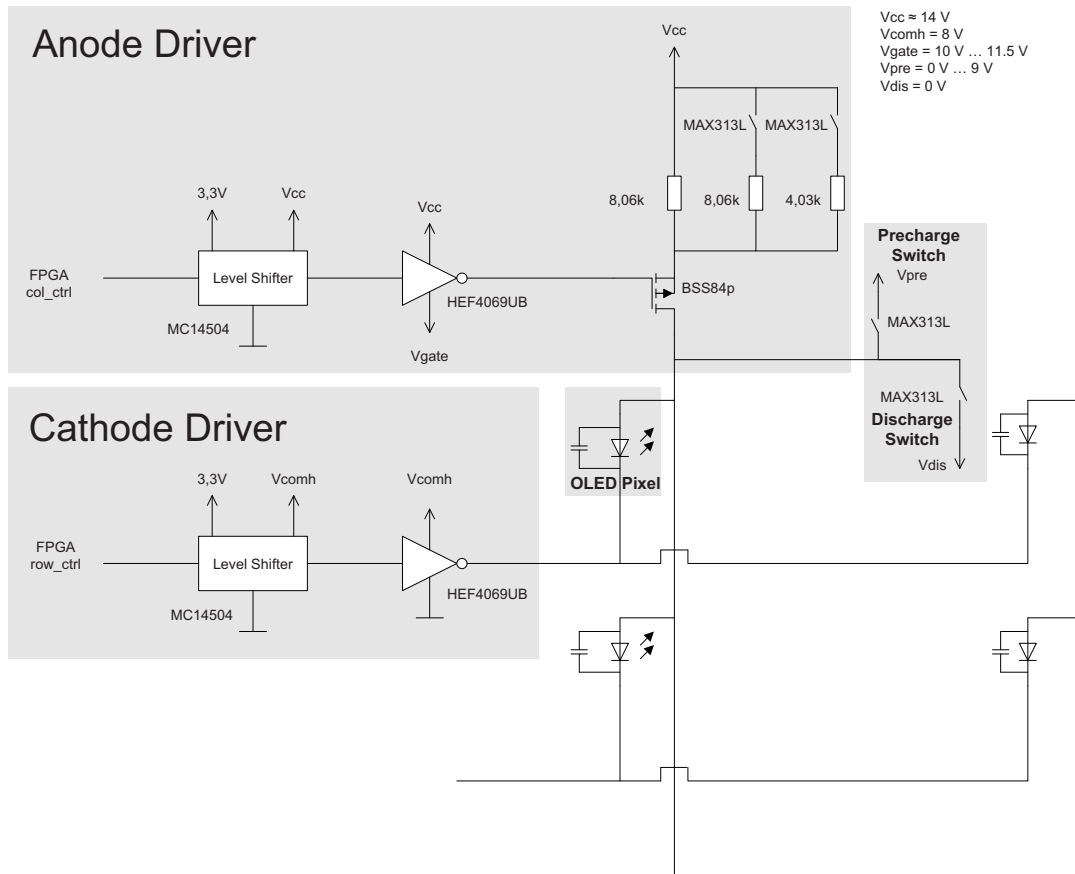 Anode Driver
Vcc
Vcc ≈ 14 V
Vcomh = 8 V
Vgate = 10 V … 11.5 V
Vpre = 0 V … 9 V
Vdis = 0 V
MAX313L
MAX313L
8,06k
8,06k
4,03k
3,3V
Vcc
Vcc
FPGA
col_ctrl
Level Shifter
MC14504
HEF4069UB
Vgate
BSS84p
Precharge
Switch
Vpre
MAX313L
MAX313L
Discharge
Switch
Vdis
Cathode Driver
OLED Pixel
3,3V
Vcomh
Vcomh
FPGA
row_ctrl
Level Shifter
MC14504
HEF4069UB